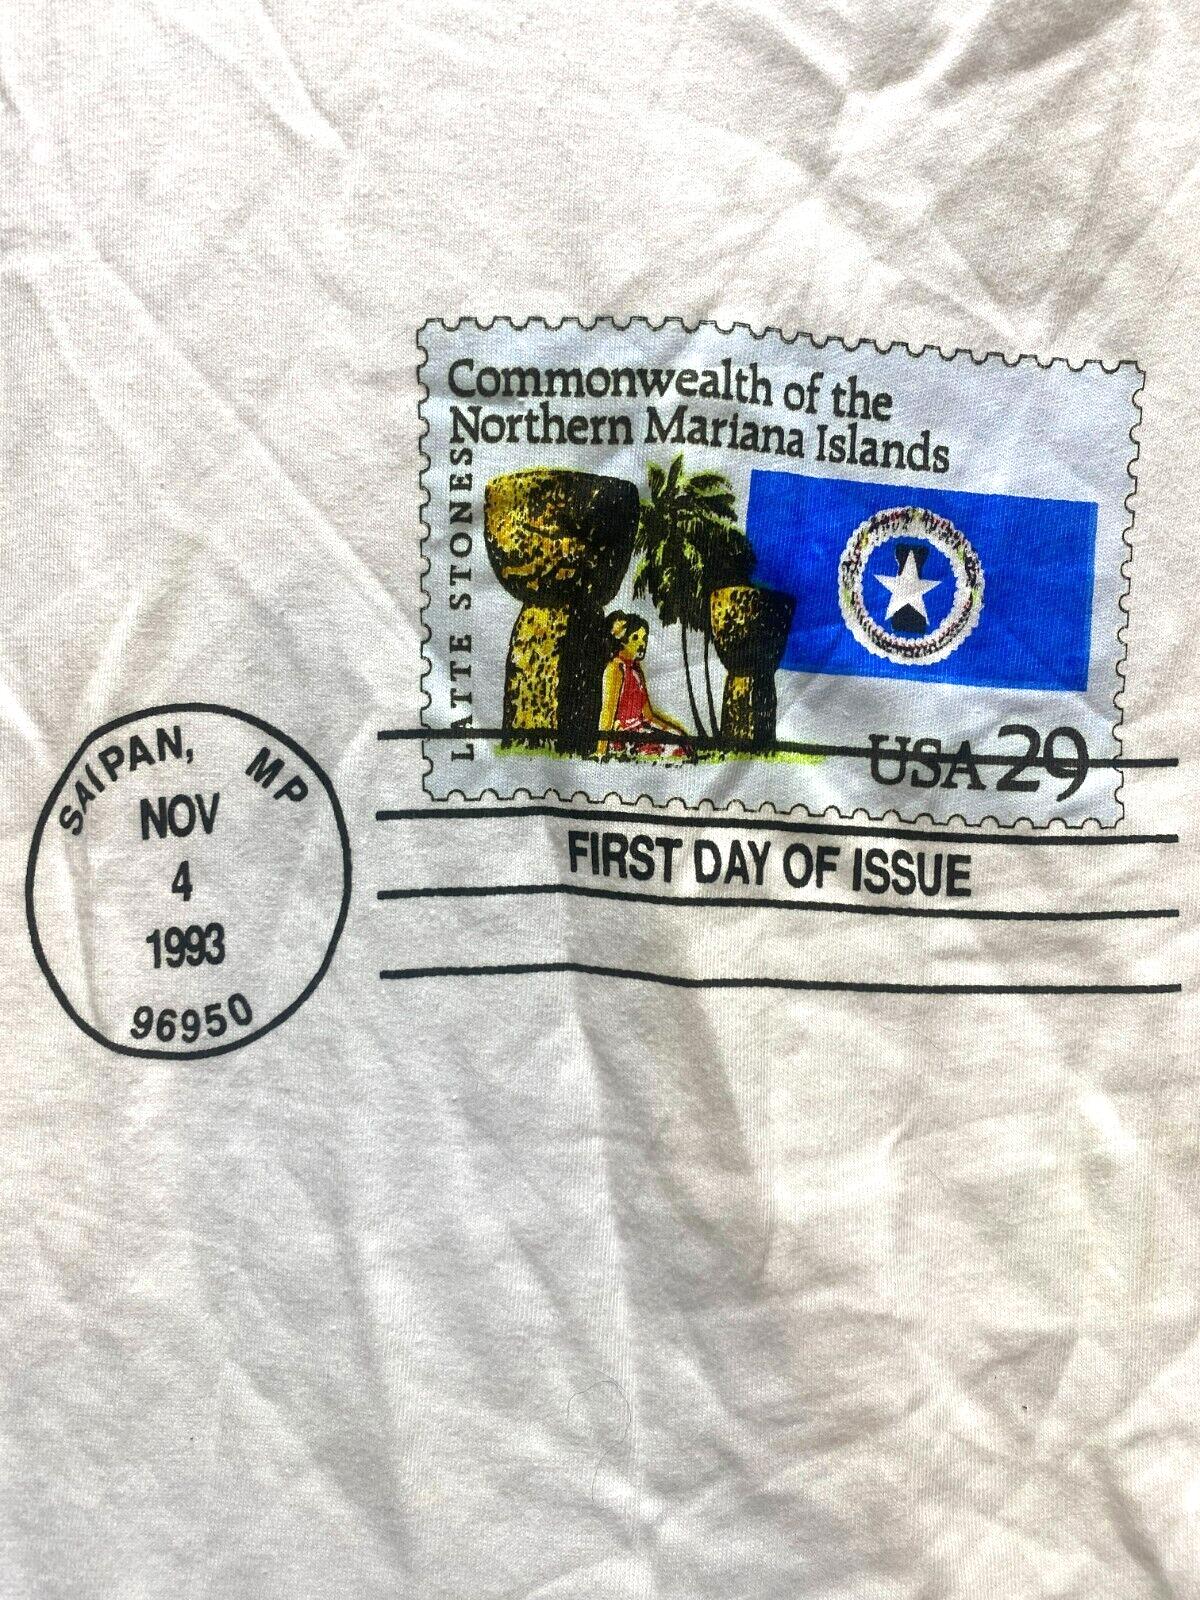 Commonwealth of the
Northern Mariana Islands
LATTE STONES
USA 29
SAIPAN, MP
NOV
4
1993
96950
FIRST DAY OF ISSUE